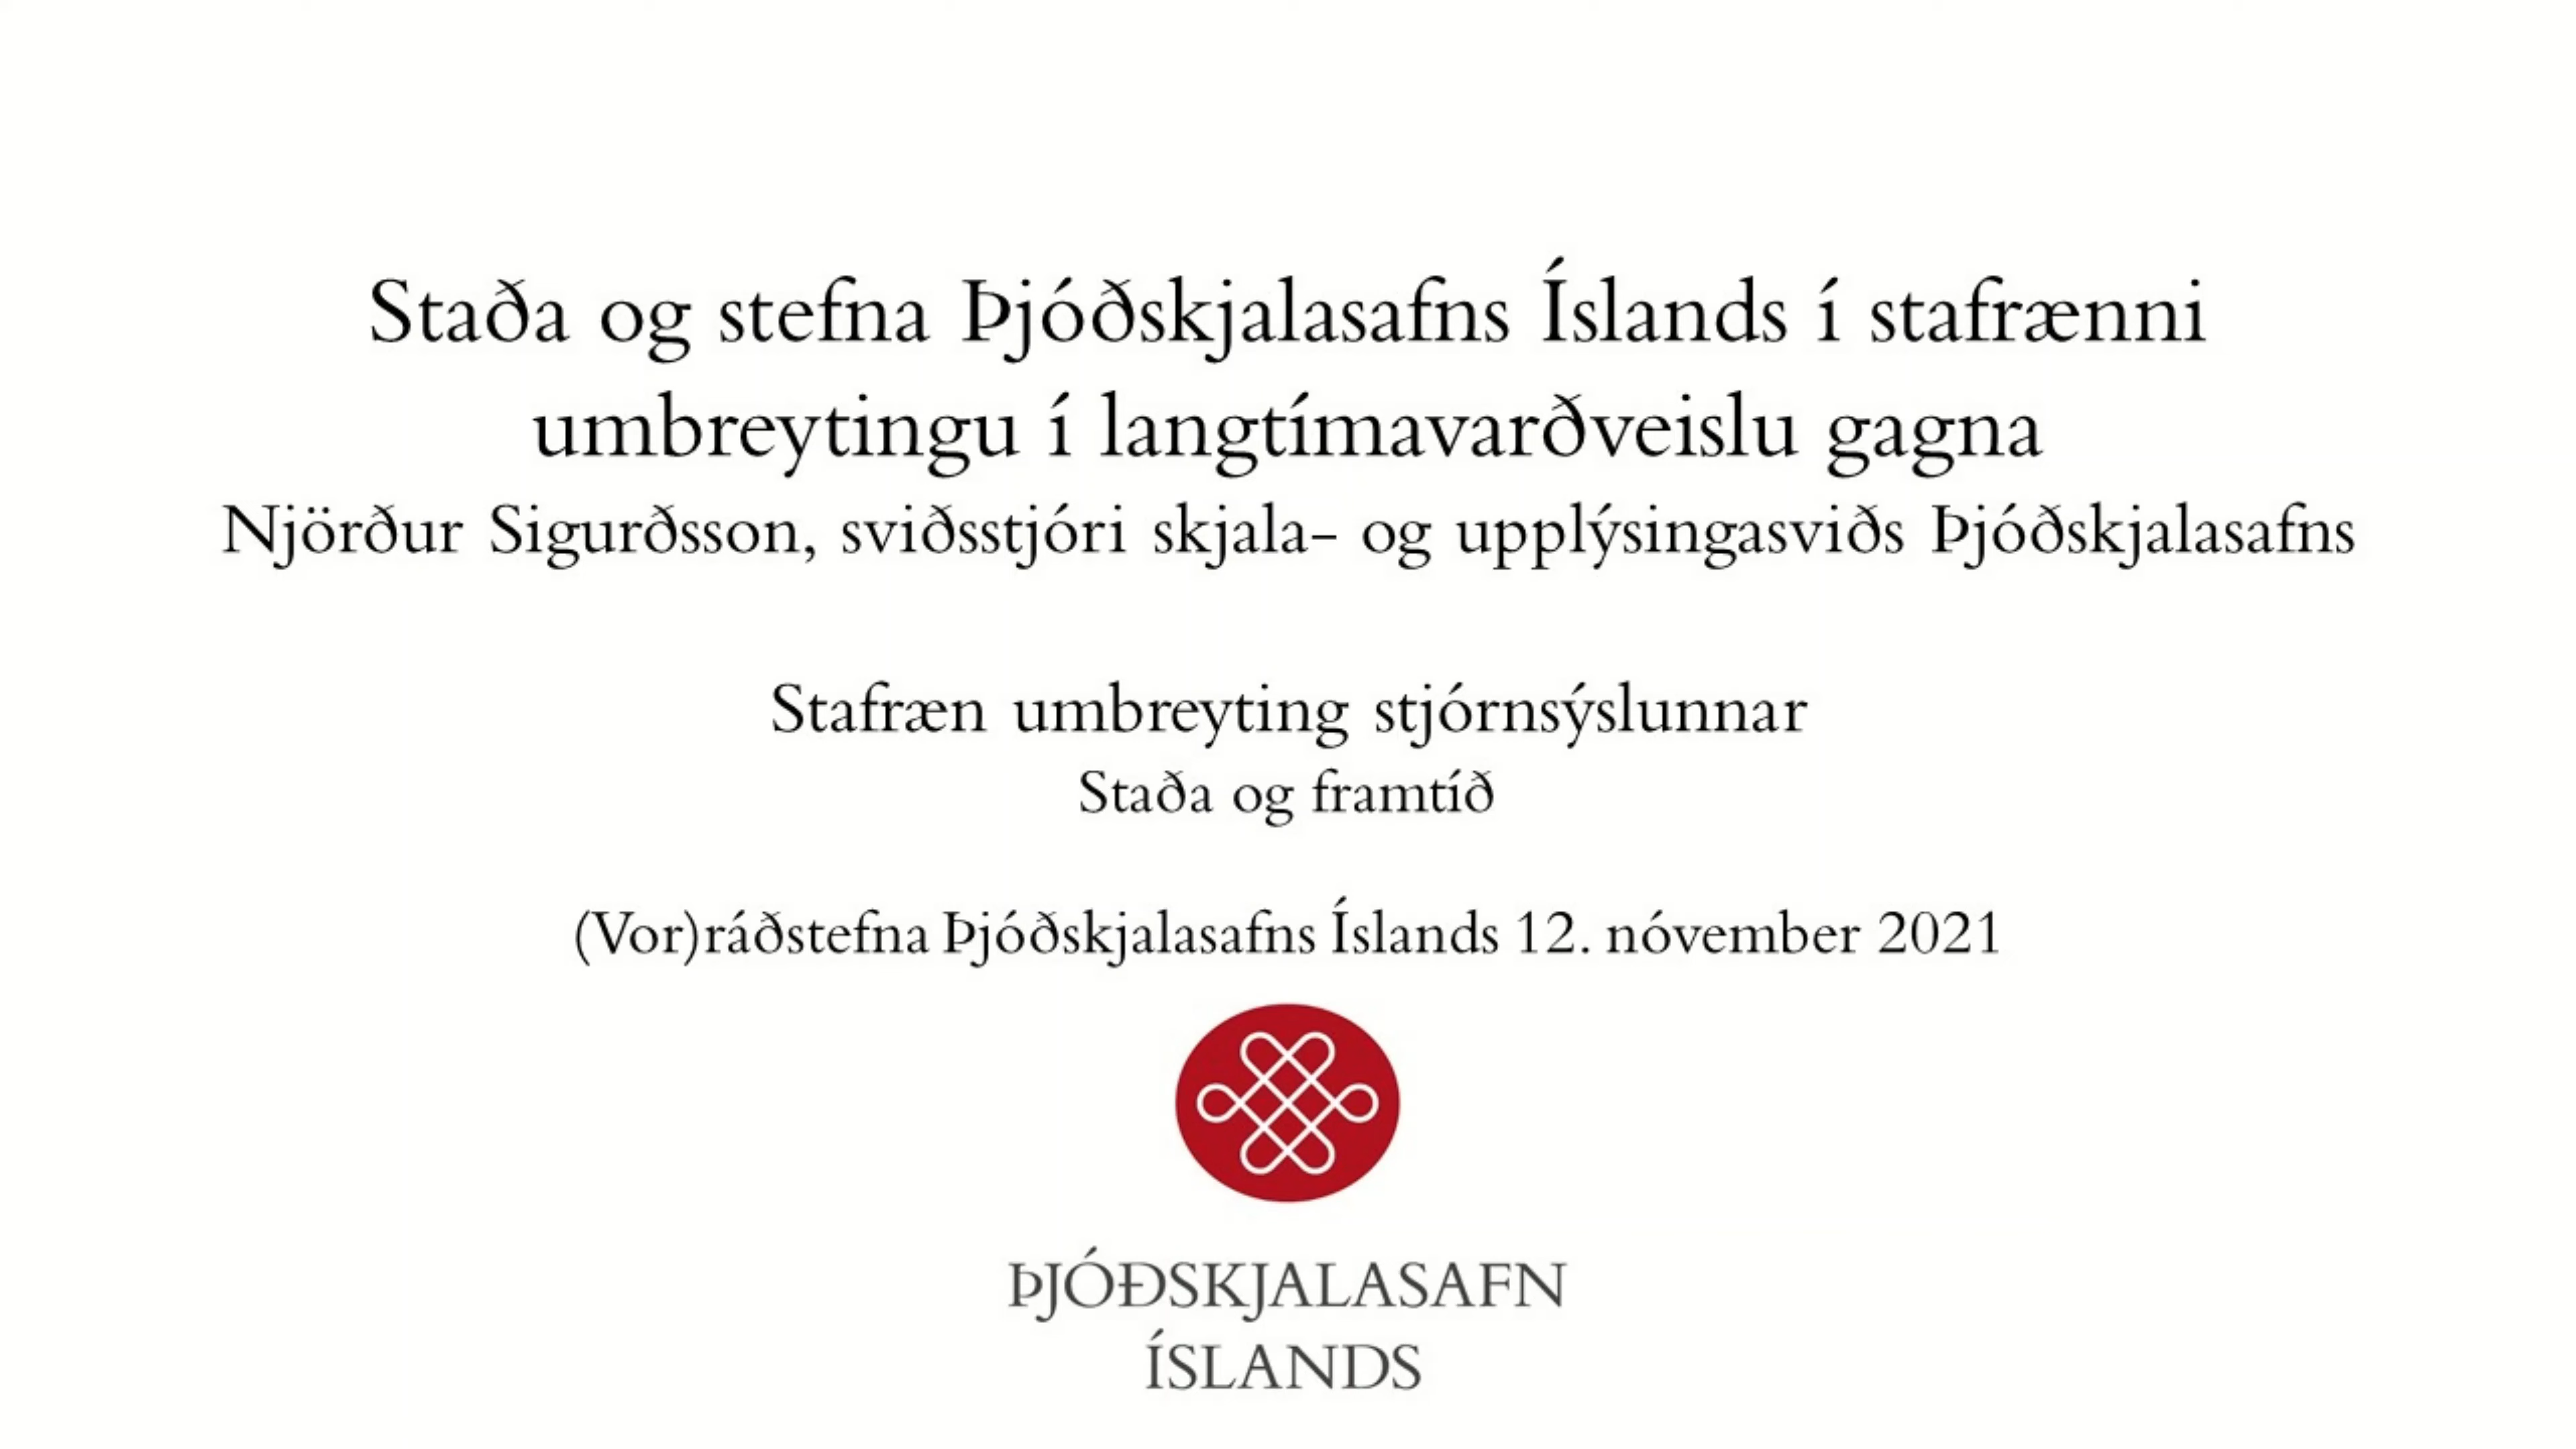 Staða og stefna Þjóðskjalasafns Íslands í stafrænni
umbreytingu í langtímavarðveislu gagna
Njörður Sigurðsson, sviðsstjóri skjala- og upplýsingasviðs Þjóðskjalasafns
Stafræn umbreyting stjórnsýslunnar
Staða og framtíð
(Vor)ráðstefna Þjóðskjalasafns Íslands 12. nóvember 2021
ÞJÓÐSKJALASAFN
ÍSLANDS